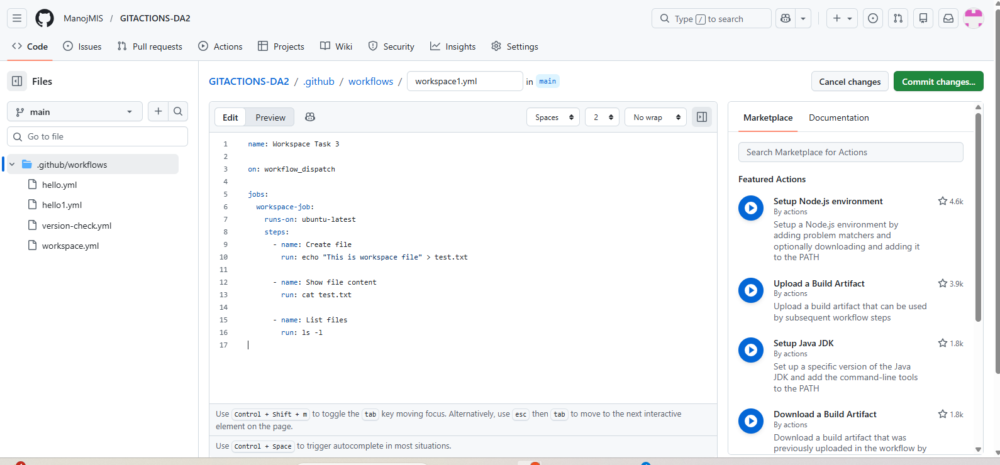 ManojMIS / GITACTIONS-DA2
Type / to search
Code Issues Pull requests Actions Projects Wiki Security Insights Settings
Files
main
Go to file
.github/workflows
hello.yml
hello1.yml
version-check.yml
workspace.yml
GITACTIONS-DA2 / .github / workflows / workspace1.yml in main
Cancel changes
Commit changes...
Edit Preview
Spaces 2 No wrap
1 name: Workspace Task 3
2
3 on: workflow_dispatch
4
5 jobs:
6   workspace-job:
7     runs-on: ubuntu-latest
8     steps:
9       - name: Create file
10         run: echo "This is workspace file" > test.txt
11
12       - name: Show file content
13         run: cat test.txt
14
15       - name: List files
16         run: ls -l
17
Use Control + Shift + m to toggle the tab key moving focus. Alternatively, use esc then tab to move to the next interactive
element on the page.
Use Control + Space to trigger autocomplete in most situations.
Marketplace Documentation
Search Marketplace for Actions
Featured Actions
Setup Node.js environment 4.6k
By actions
Setup a Node.js environment by
adding problem matchers and
optionally downloading and adding it
to the PATH
Upload a Build Artifact 3.9k
By actions
Upload a build artifact that can be used
by subsequent workflow steps
Setup Java JDK 1.8k
By actions
Set up a specific version of the Java
JDK and add the command-line tools
to the PATH
Download a Build Artifact 1.8k
By actions
Download a build artifact that was
previously uploaded in the workflow by